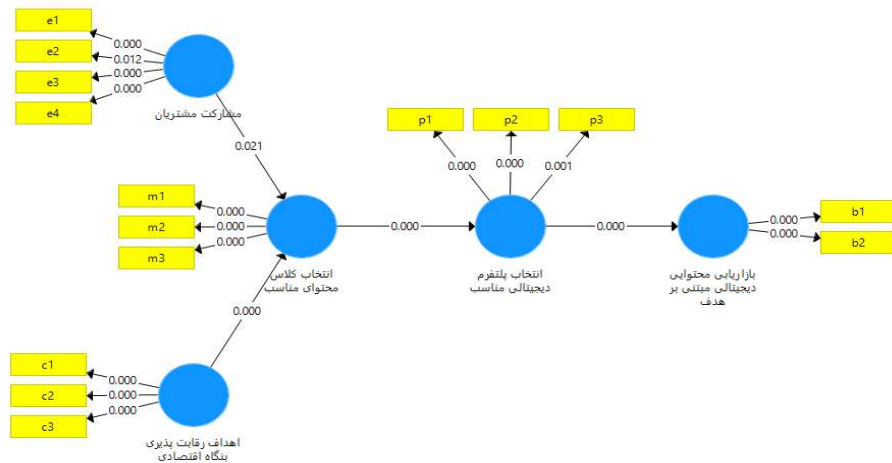 e1
e2
e3
e4
0.000
0.012
0.000
0.000
مشارکت مشتریان
0.021
m1
m2
m3
0.000
0.000
0.000
انتخاب کلاس
محتوای مناسب
0.000
c1
c2
c3
0.000
0.000
0.000
اهداف رقابت پذیری
بنگاه اقتصادی
0.000
p1
p2
p3
0.000
0.000
0.001
انتخاب پلتفرم
دیجیتالی مناسب
0.000
b1
b2
0.000
0.000
بازاریابی محتوایی
دیجیتالی مبتنی بر
هدف